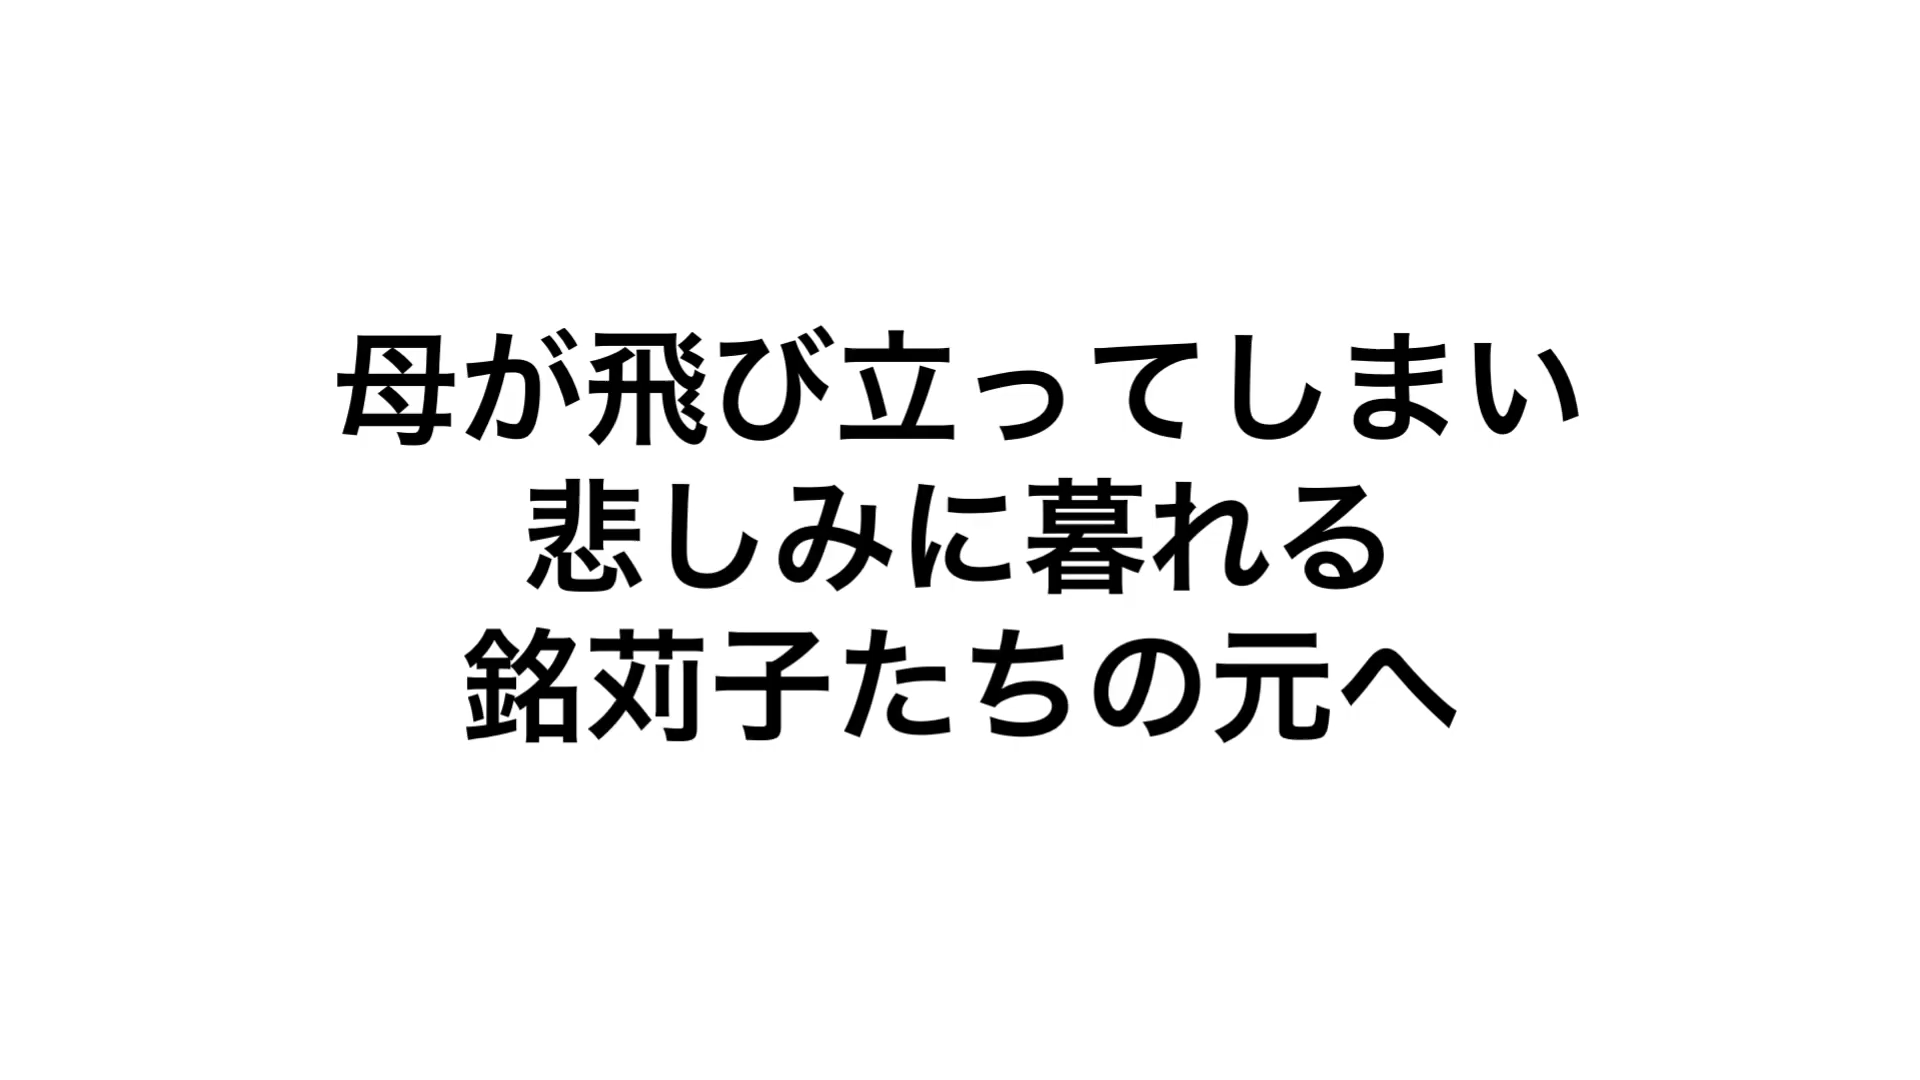 母が飛び立ってしまい
悲しみに暮れる
銘苅子たちの元へ